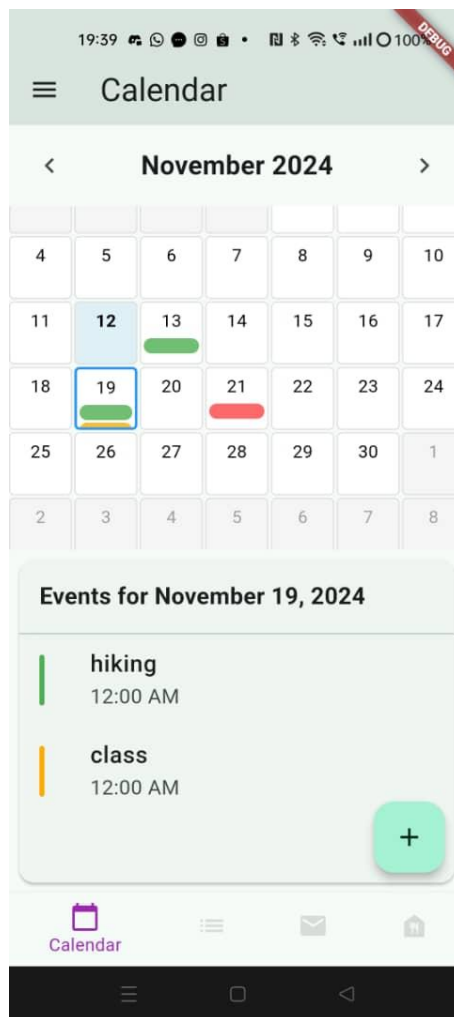 19:39
100%
DEBUG
Calendar
November 2024
4 5 6 7 8 9 10
11 12 13 14 15 16 17
18 19 20 21 22 23 24
25 26 27 28 29 30 1
2 3 4 5 6 7 8
Events for November 19, 2024
hiking
12:00 AM
class
12:00 AM
+
Calendar